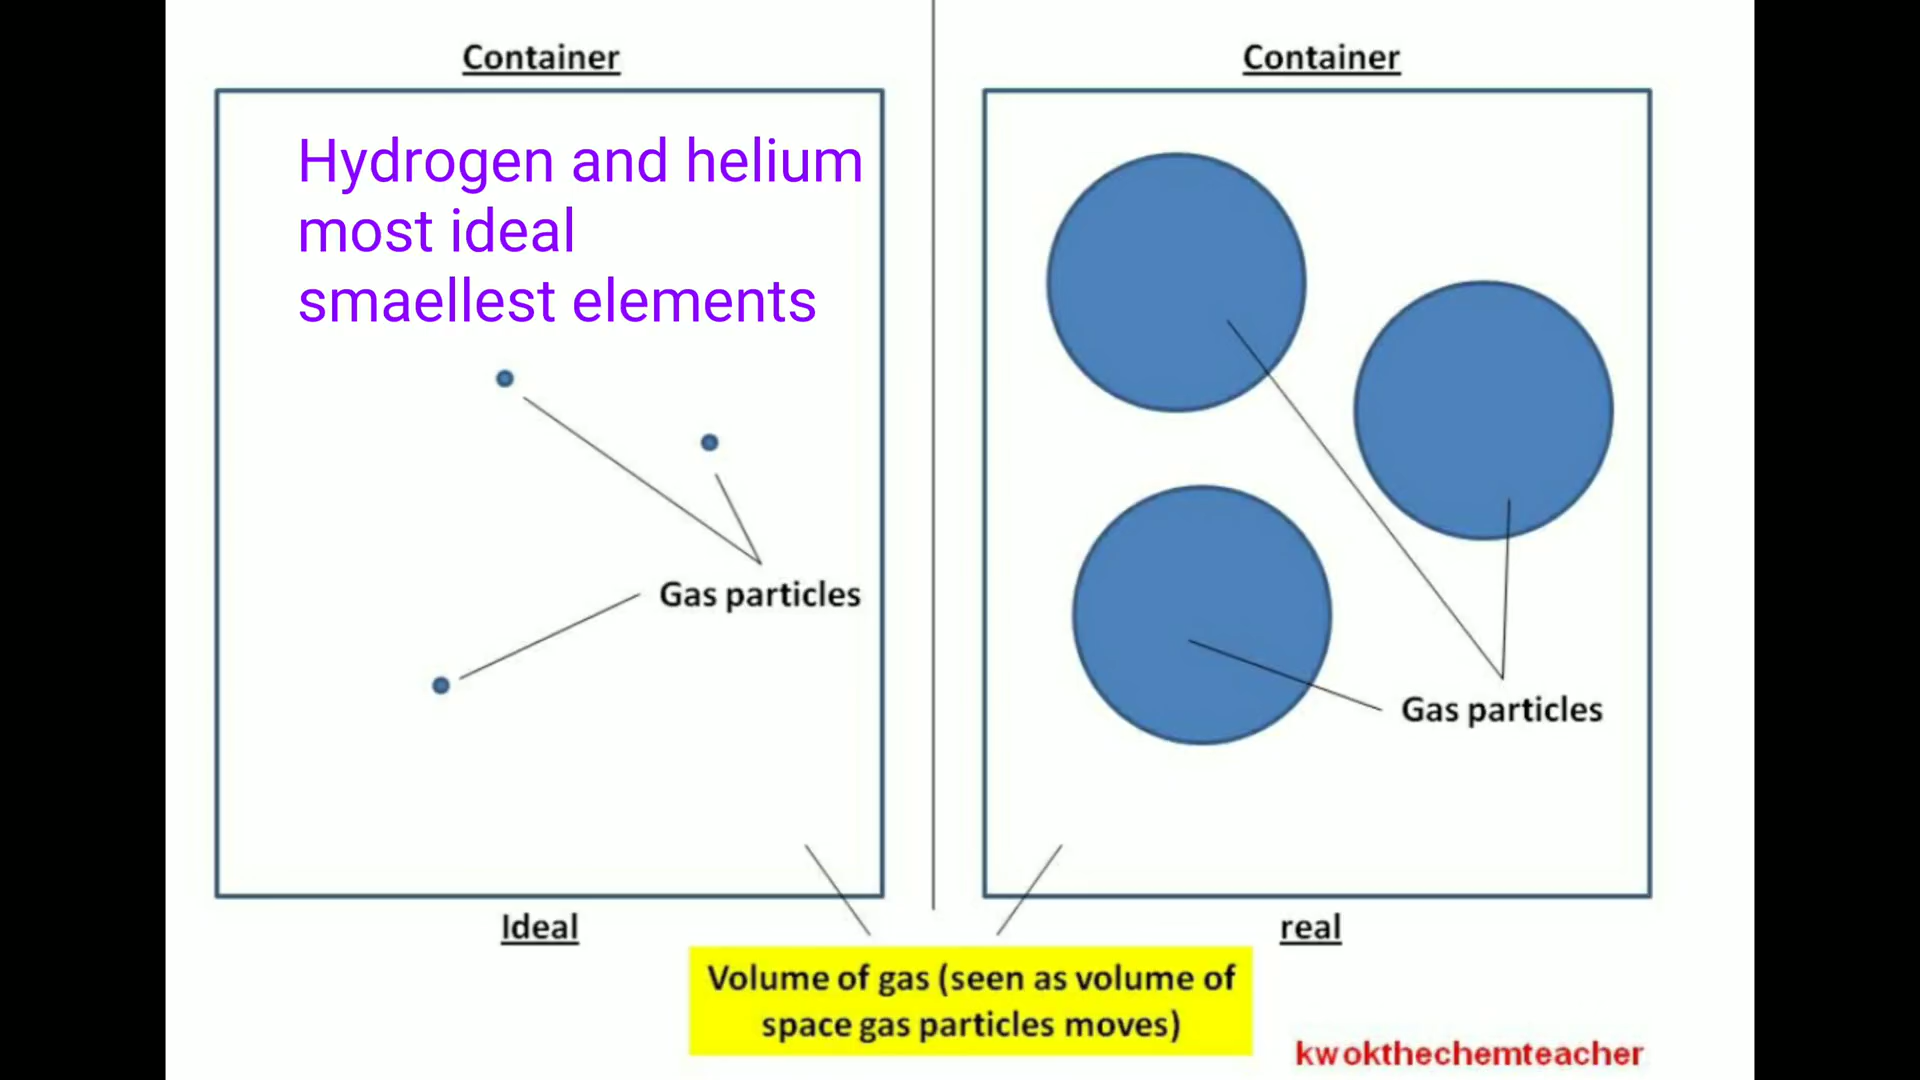 Container
Hydrogen and helium
most ideal
smaellest elements
Gas particles
Ideal
Container
Gas particles
real
Volume of gas (seen as volume of
space gas particles moves)
kwokthechemteacher